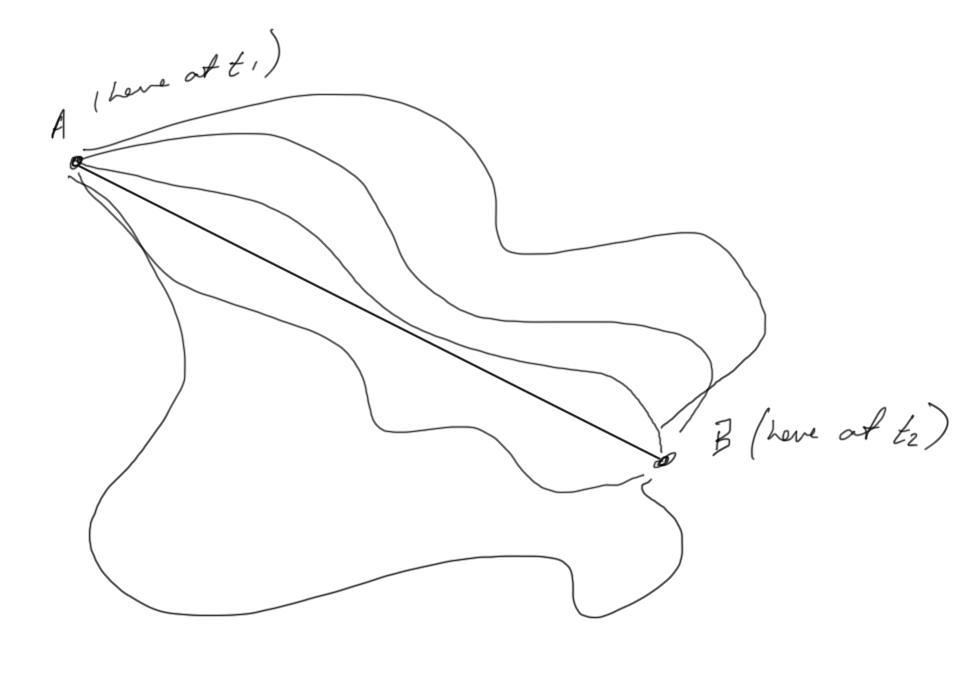 A (here at t₁)
B (here at t₂)